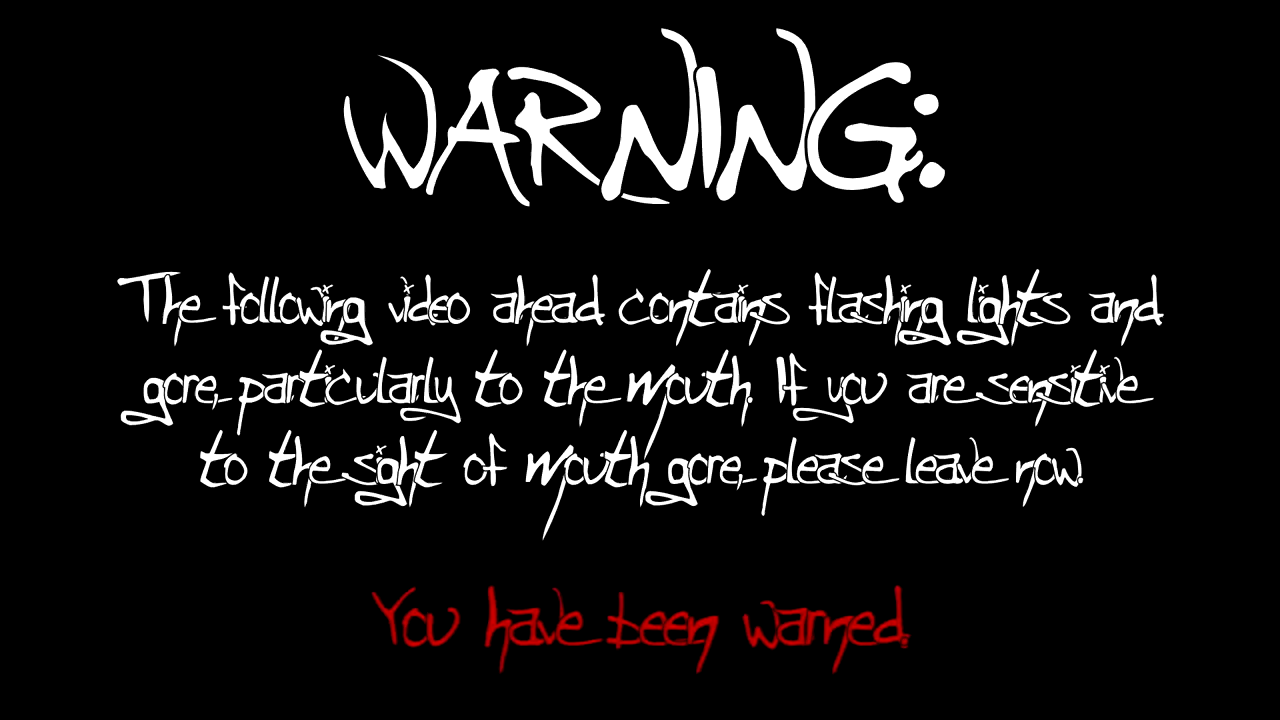 WARNING:
The following video ahead contains flashing lights and
gore, particularly to the mouth. If you are sensitive
to the sight of mouth gore, please leave now.
You have been warned.